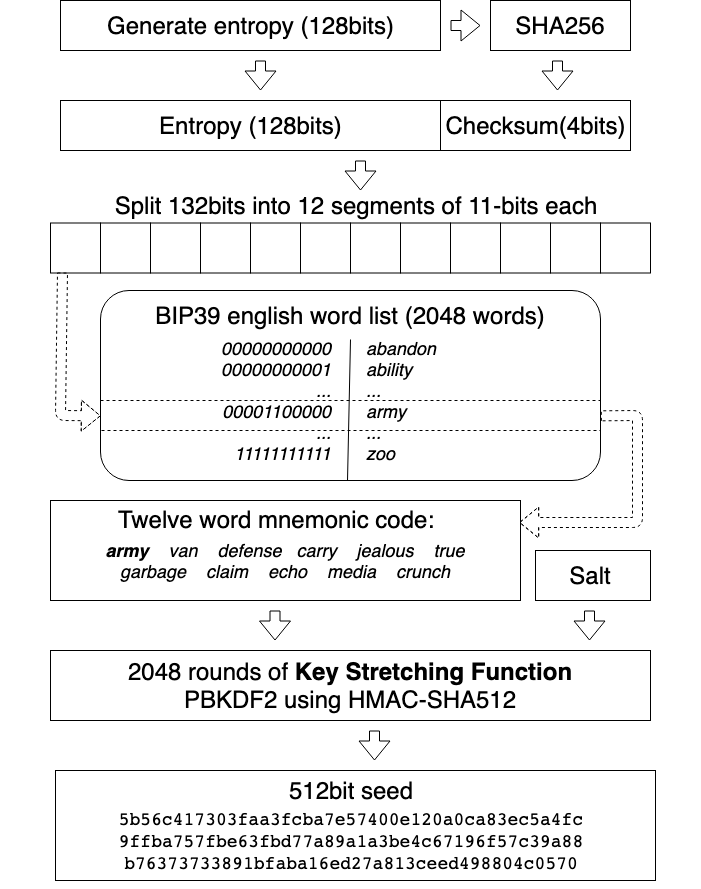 Generate entropy (128bits)
SHA256
Entropy (128bits)
Checksum(4bits)
Split 132bits into 12 segments of 11-bits each
BIP39 english word list (2048 words)
00000000000 abandon
00000000001 ability
... ...
00001100000 army
... ...
11111111111 zoo
Twelve word mnemonic code:
army van defense carry jealous true
garbage claim echo media crunch
Salt
2048 rounds of Key Stretching Function
PBKDF2 using HMAC-SHA512
512bit seed
5b56c417303faa3fcba7e57400e120a0ca83ec5a4fc
9ffba757fbe63fbd77a89a1a3be4c67196f57c39a88
b76373733891bfaba16ed27a813ceed498804c0570